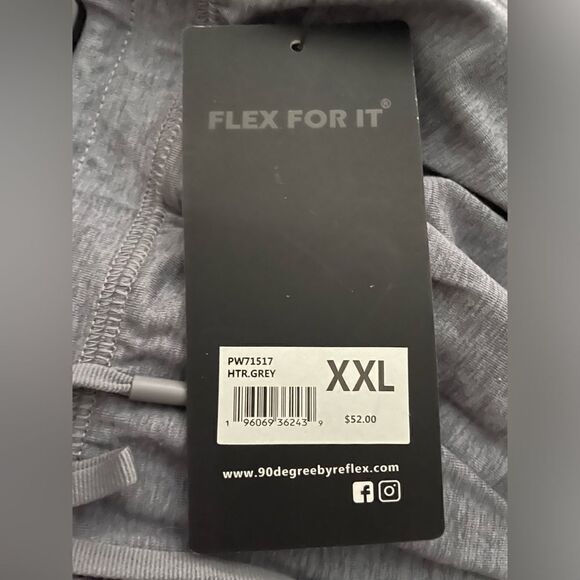 FLEX FOR IT®
PW71517
HTR.GREY
XXL
1 96069 36243 9
$52.00
www.90degreebyreflex.com